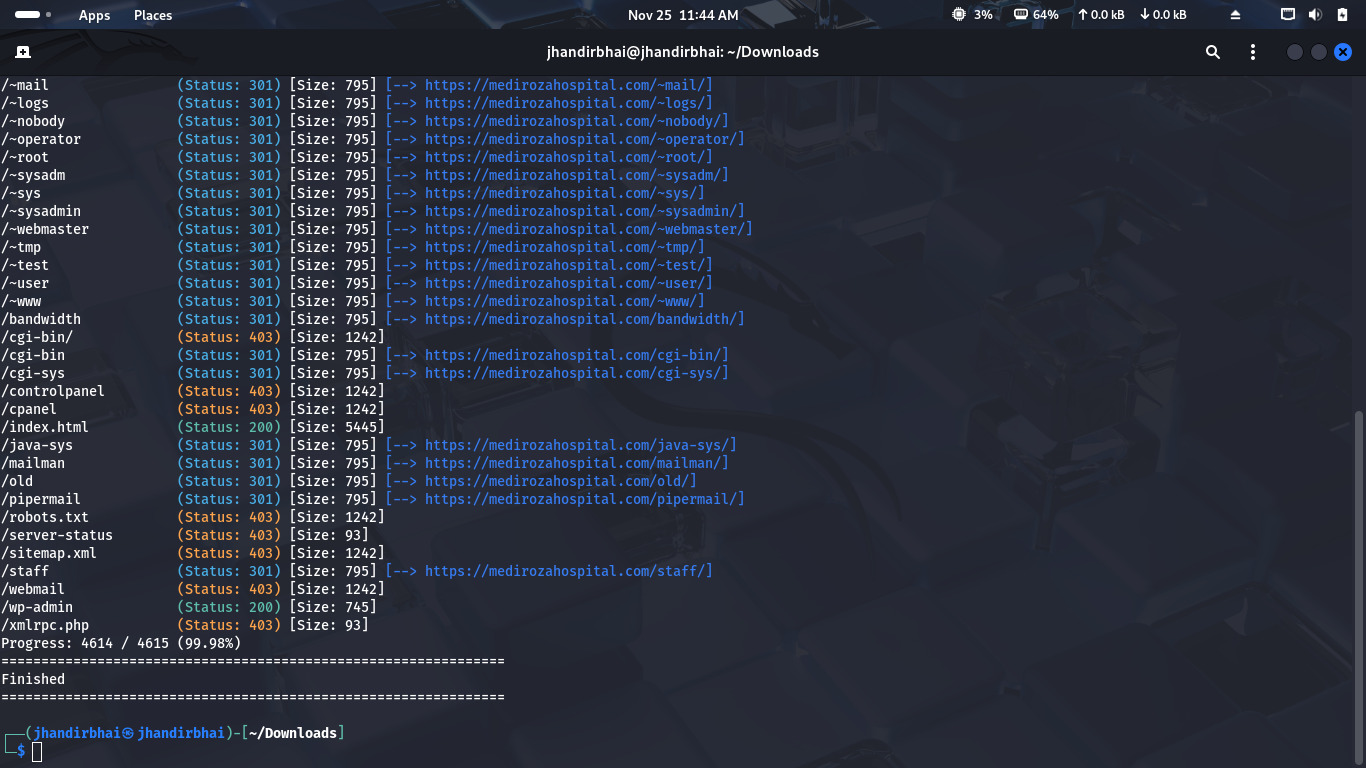 Apps Places Nov 25 11:44 AM 3% 64% 0.0 kB 0.0 kB
jhandirbhai@jhandirbhai: ~/Downloads
/~mail (Status: 301) [Size: 795] [--> https://medirozahospital.com/~mail/]
/~logs (Status: 301) [Size: 795] [--> https://medirozahospital.com/~logs/]
/~nobody (Status: 301) [Size: 795] [--> https://medirozahospital.com/~nobody/]
/~operator (Status: 301) [Size: 795] [--> https://medirozahospital.com/~operator/]
/~root (Status: 301) [Size: 795] [--> https://medirozahospital.com/~root/]
/~sysadm (Status: 301) [Size: 795] [--> https://medirozahospital.com/~sysadm/]
/~sys (Status: 301) [Size: 795] [--> https://medirozahospital.com/~sys/]
/~sysadmin (Status: 301) [Size: 795] [--> https://medirozahospital.com/~sysadmin/]
/~webmaster (Status: 301) [Size: 795] [--> https://medirozahospital.com/~webmaster/]
/~tmp (Status: 301) [Size: 795] [--> https://medirozahospital.com/~tmp/]
/~test (Status: 301) [Size: 795] [--> https://medirozahospital.com/~test/]
/~user (Status: 301) [Size: 795] [--> https://medirozahospital.com/~user/]
/~www (Status: 301) [Size: 795] [--> https://medirozahospital.com/~www/]
/bandwidth (Status: 301) [Size: 795] [--> https://medirozahospital.com/bandwidth/]
/cgi-bin/ (Status: 403) [Size: 1242]
/cgi-bin (Status: 301) [Size: 795] [--> https://medirozahospital.com/cgi-bin/]
/cgi-sys (Status: 301) [Size: 795] [--> https://medirozahospital.com/cgi-sys/]
/controlpanel (Status: 403) [Size: 1242]
/cpanel (Status: 403) [Size: 1242]
/index.html (Status: 200) [Size: 5445]
/java-sys (Status: 301) [Size: 795] [--> https://medirozahospital.com/java-sys/]
/mailman (Status: 301) [Size: 795] [--> https://medirozahospital.com/mailman/]
/old (Status: 301) [Size: 795] [--> https://medirozahospital.com/old/]
/pipermail (Status: 301) [Size: 795] [--> https://medirozahospital.com/pipermail/]
/robots.txt (Status: 403) [Size: 1242]
/server-status (Status: 403) [Size: 93]
/sitemap.xml (Status: 403) [Size: 1242]
/staff (Status: 301) [Size: 795] [--> https://medirozahospital.com/staff/]
/webmail (Status: 403) [Size: 1242]
/wp-admin (Status: 200) [Size: 745]
/xmlrpc.php (Status: 403) [Size: 93]
Progress: 4614 / 4615 (99.98%)
===============================================================
Finished
===============================================================
┌──(jhandirbhai㉿jhandirbhai)-[~/Downloads]
└─$